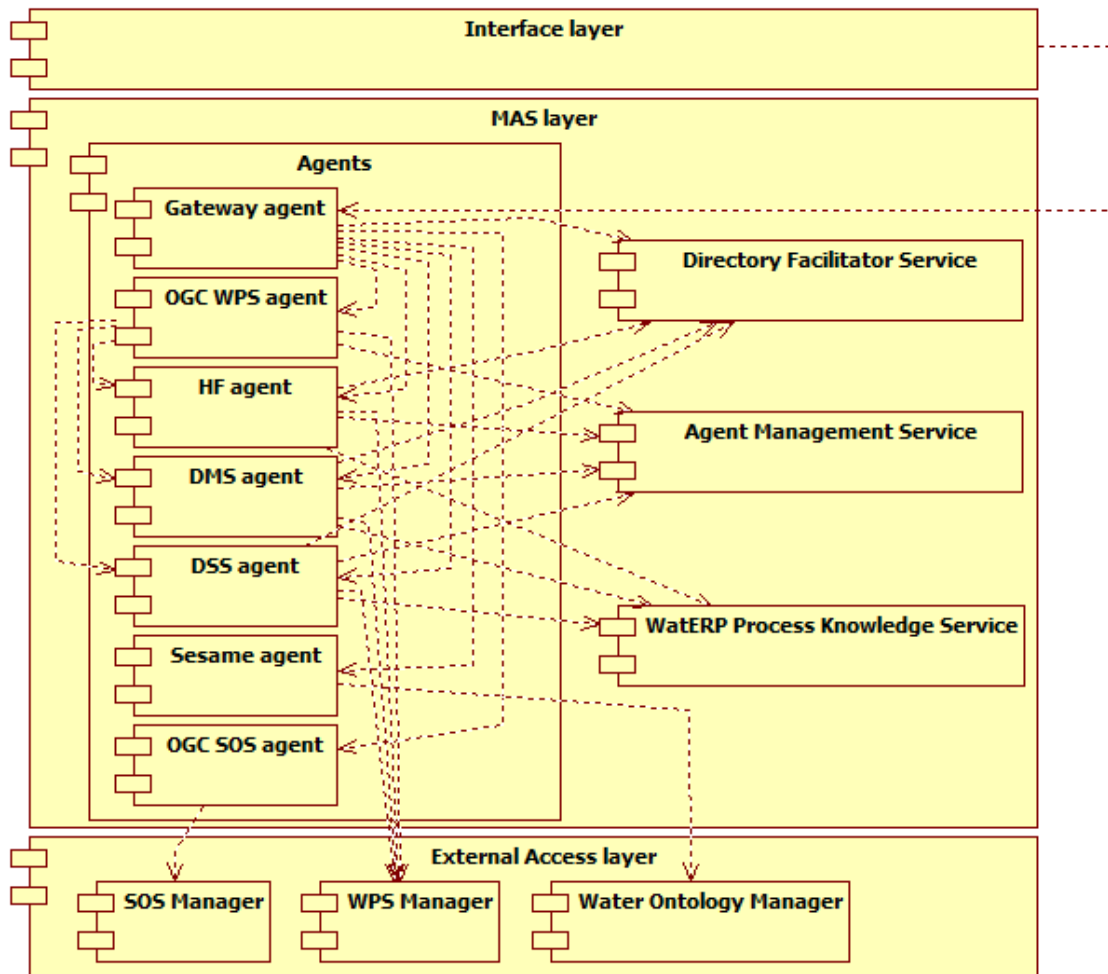 Interface layer
MAS layer
Agents
Gateway agent
Directory Facilitator Service
OGC WPS agent
HF agent
Agent Management Service
DMS agent
DSS agent
WatERP Process Knowledge Service
Sesame agent
OGC SOS agent
External Access layer
SOS Manager
WPS Manager
Water Ontology Manager